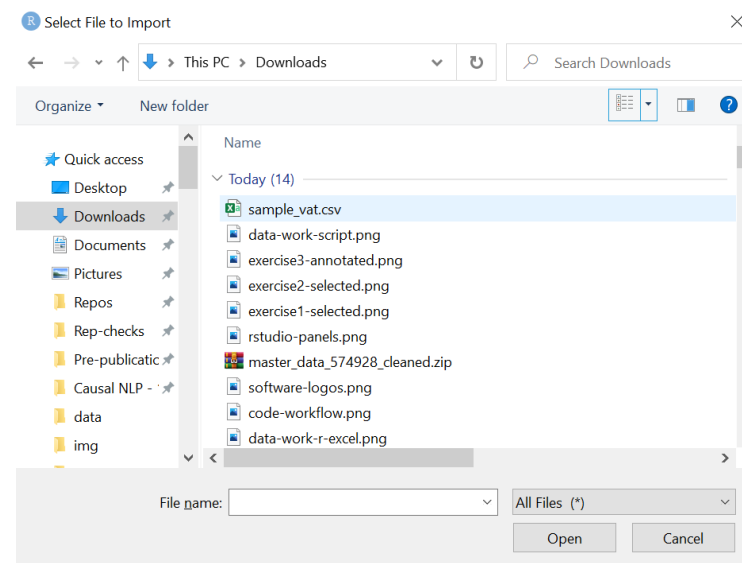 R Select File to Import
This PC > Downloads
Search Downloads
Organize
New folder
?
Name
Quick access
Desktop
Downloads
Documents
Pictures
Repos
Rep-checks
Pre-publicatic
Causal NLP -
data
img
Today (14)
sample_vat.csv
data-work-script.png
exercise3-annotated.png
exercise2-selected.png
exercise1-selected.png
rstudio-panels.png
master_data_574928_cleaned.zip
software-logos.png
code-workflow.png
data-work-r-excel.png
File name:
All Files (*)
Open
Cancel